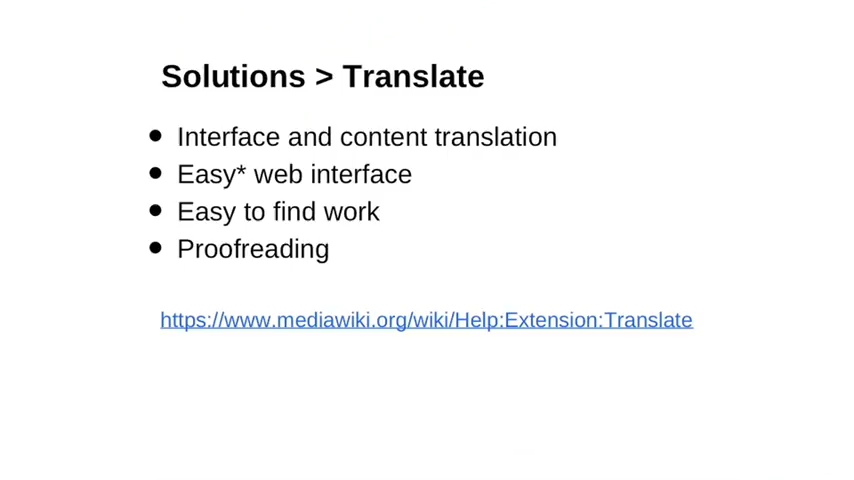 Solutions > Translate
● Interface and content translation
● Easy* web interface
● Easy to find work
● Proofreading
https://www.mediawiki.org/wiki/Help:Extension:Translate